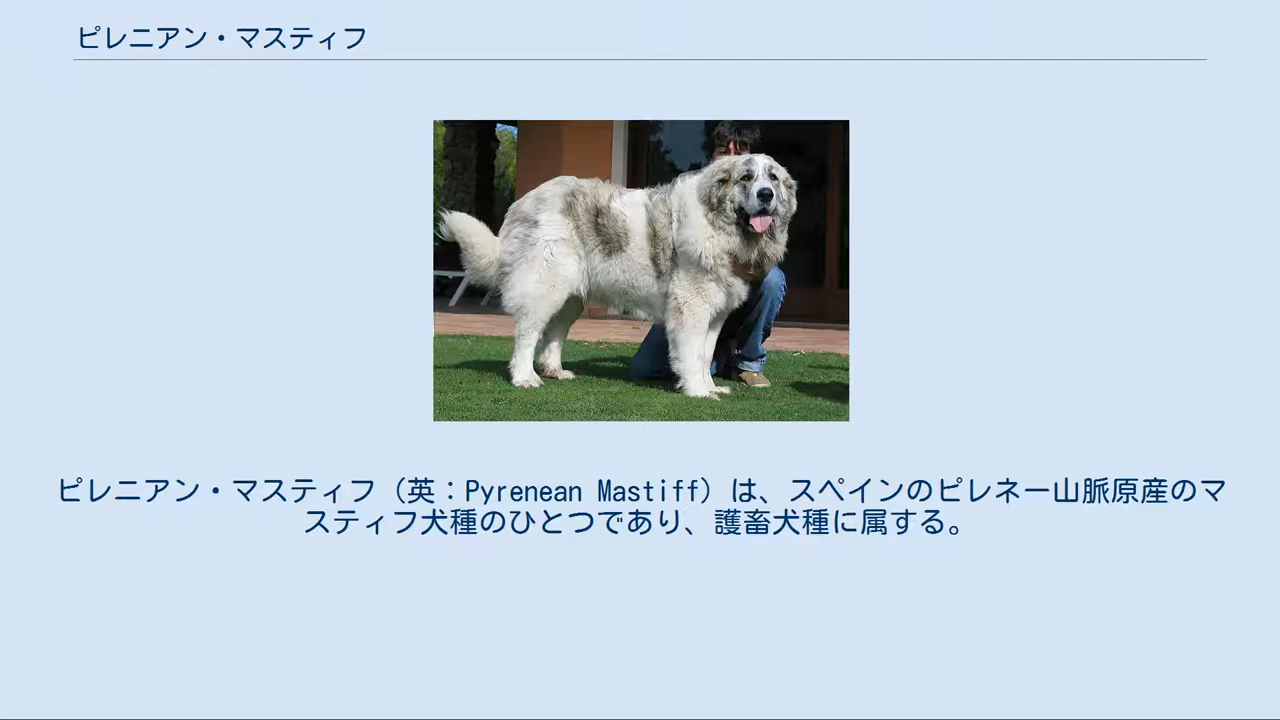 ピレニアン・マスティフ
ピレニアン・マスティフ（英：Pyrenean Mastiff）は、スペインのピレネー山脈原産のマ
スティフ犬種のひとつであり、護畜犬種に属する。